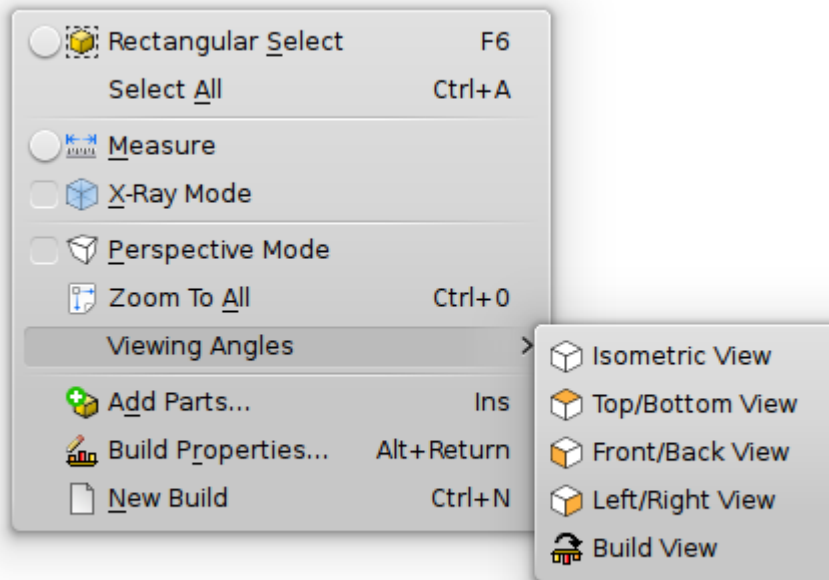 Rectangular Select F6
Select All Ctrl+A
Measure
X-Ray Mode
Perspective Mode
Zoom To All Ctrl+0
Viewing Angles
Isometric View
Top/Bottom View
Front/Back View
Left/Right View
Build View
Add Parts... Ins
Build Properties... Alt+Return
New Build Ctrl+N